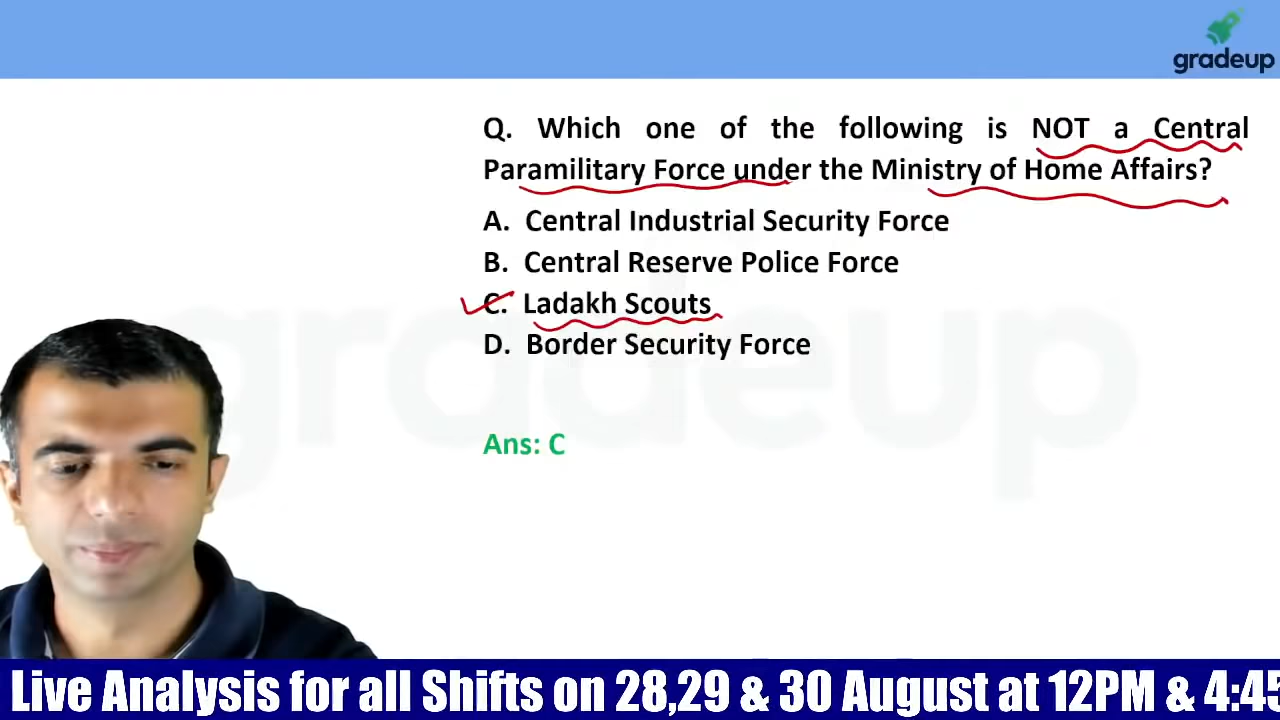 gradeup
Q. Which one of the following is NOT a Central
Paramilitary Force under the Ministry of Home Affairs?
A. Central Industrial Security Force
B. Central Reserve Police Force
C. Ladakh Scouts
D. Border Security Force
gradeup
Ans: C
Live Analysis for all Shifts on 28,29 & 30 August at 12PM & 4:45